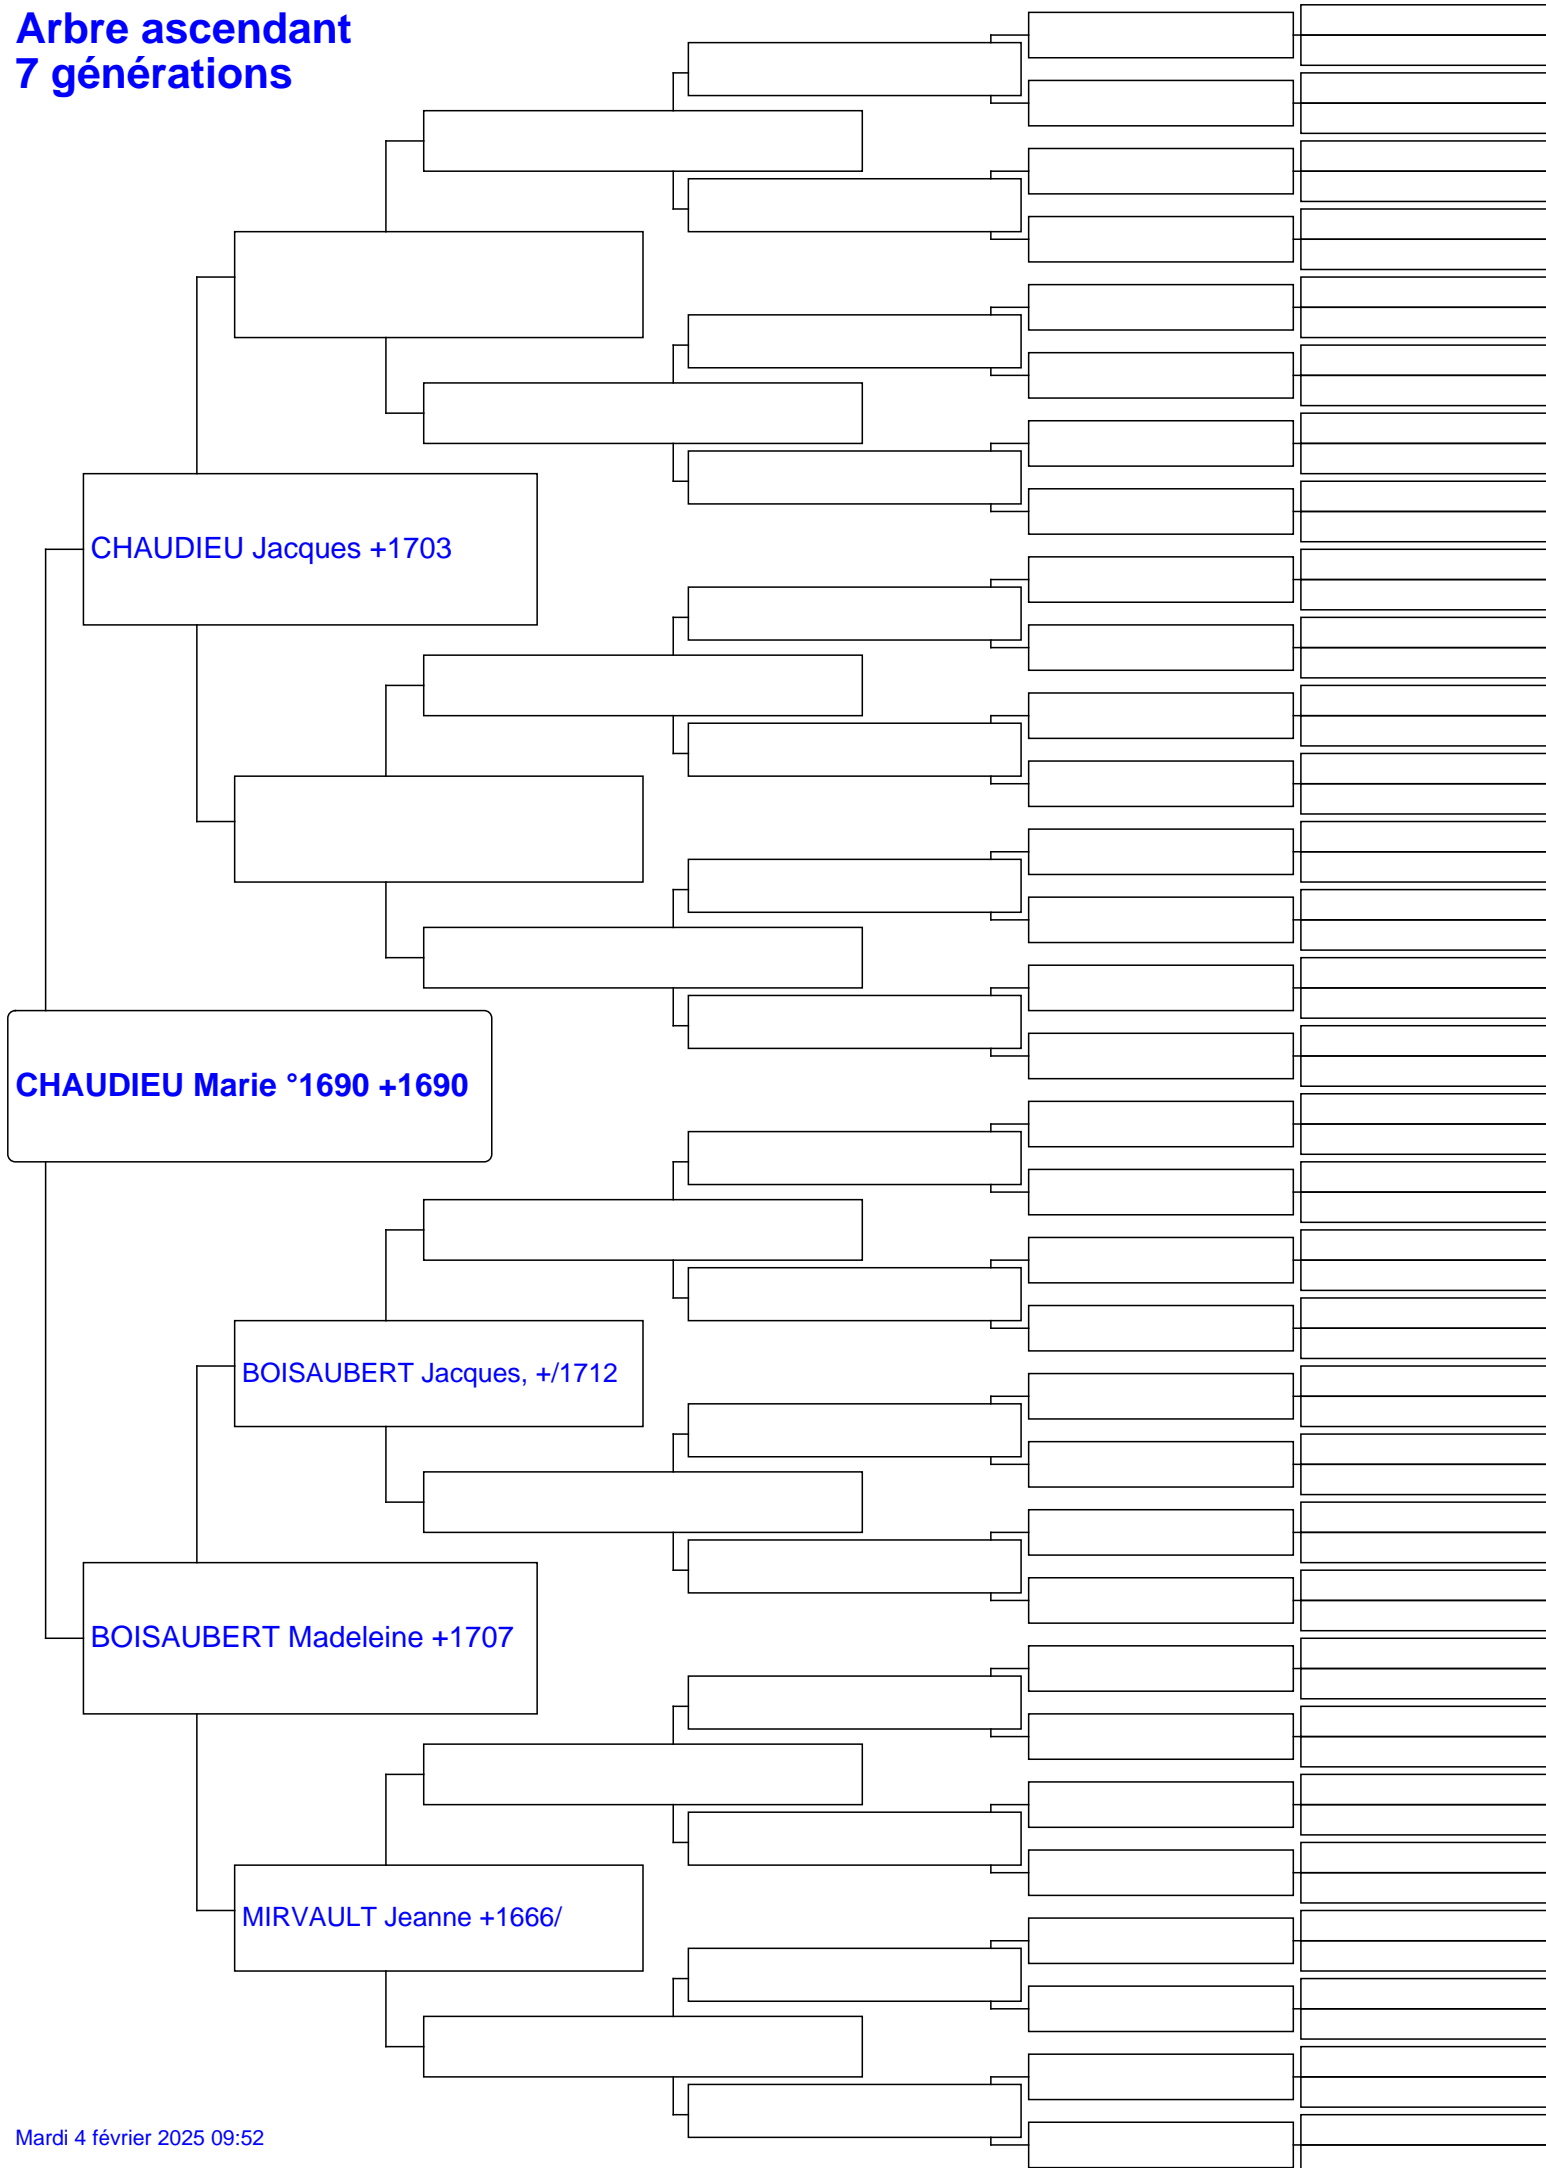 Arbre ascendant
7 générations
CHAUDIEU Jacques +1703
CHAUDIEU Marie °1690 +1690
BOISAUBERT Jacques, +/1712
BOISAUBERT Madeleine +1707
MIRVAULT Jeanne +1666/
Mardi 4 février 2025 09:52